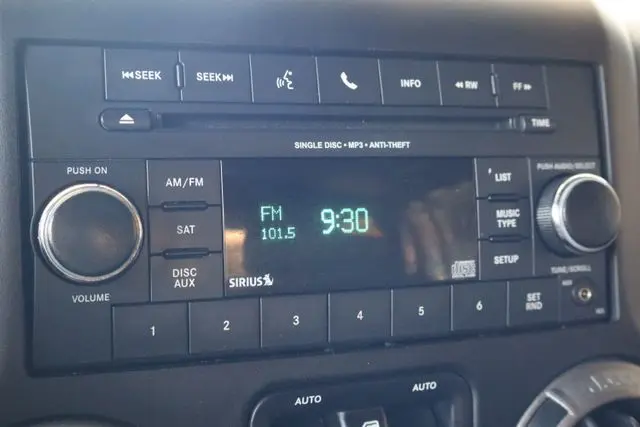 ⏮SEEK SEEK⏭ INFO ◀◀ RW FF ▶▶
TIME
SINGLE DISC • MP3 • ANTI-THEFT
PUSH ON
PUSH AUDIO/SELECT
AM/FM
LIST
FM
9:30
101.5
SAT
MUSIC
TYPE
DISC
AUX
SIRIUS
SETUP
VOLUME
TUNE/SCROLL
1 2 3 4 5 6
SET
RND
AUTO AUTO